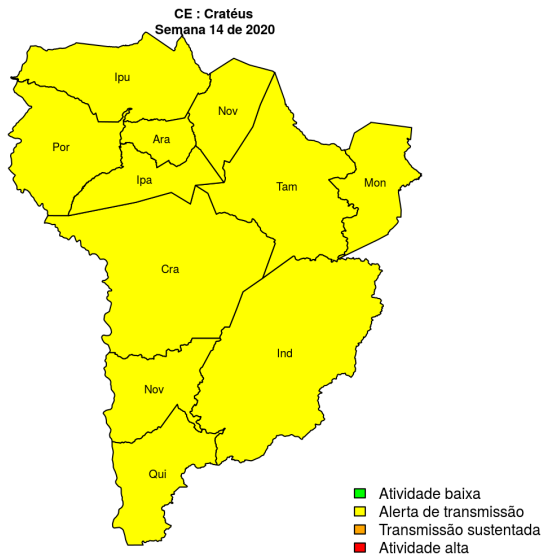 CE : Cratéus
Semana 14 de 2020
Ipu
Nov
Ara
Por
Ipa
Tam
Mon
Cra
Ind
Nov
Qui
Atividade baixa
Alerta de transmissão
Transmissão sustentada
Atividade alta